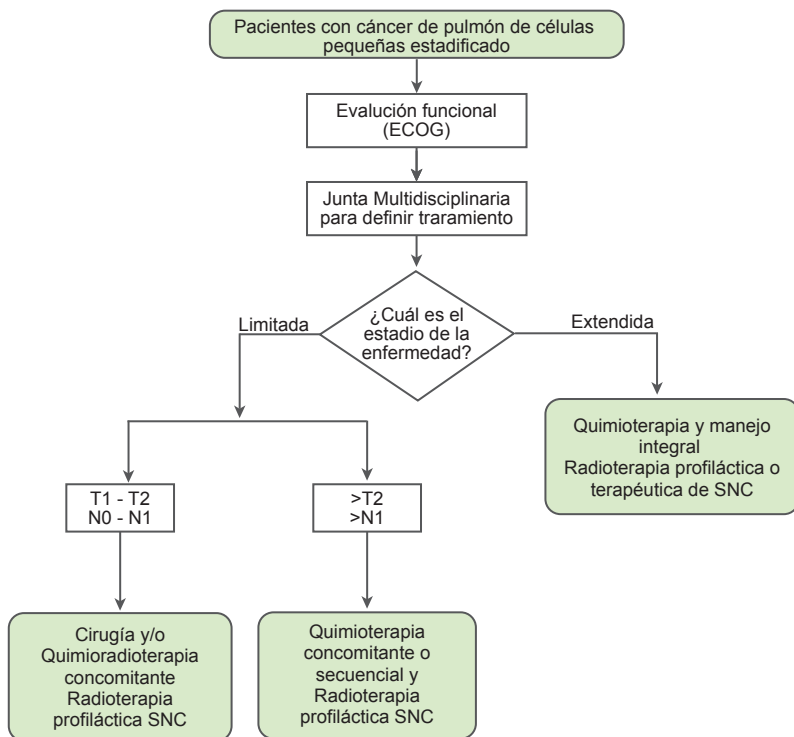 Pacientes con cáncer de pulmón de células
pequeñas estadificado
Evalución funcional
(ECOG)
Junta Multidisciplinaria
para definir traramiento
¿Cuál es el
estadio de la
enfermedad?
Limitada
Extendida
Quimioterapia y manejo
integral
Radioterapia profiláctica o
terapéutica de SNC
T1 - T2
N0 - N1
>T2
>N1
Cirugía y/o
Quimioradioterapia
concomitante
Radioterapia
profiláctica SNC
Quimioterapia
concomitante o
secuencial y
Radioterapia
profiláctica SNC